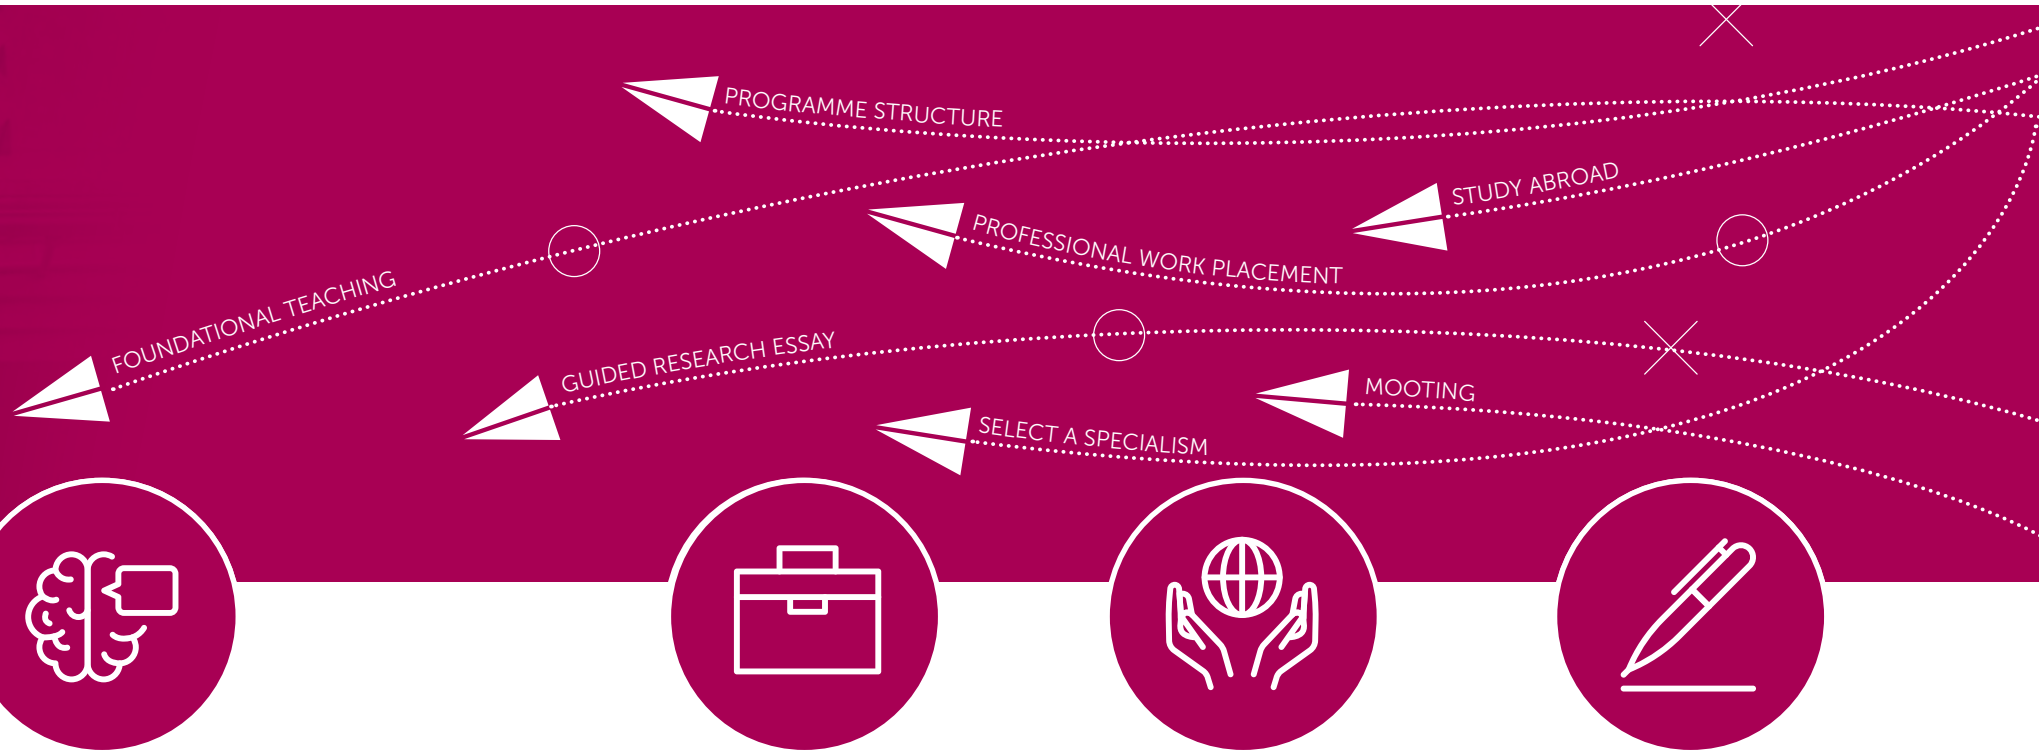 PROGRAMME STRUCTURE
STUDY ABROAD
PROFESSIONAL WORK PLACEMENT
FOUNDATIONAL TEACHING
GUIDED RESEARCH ESSAY
MOOTING
SELECT A SPECIALISM